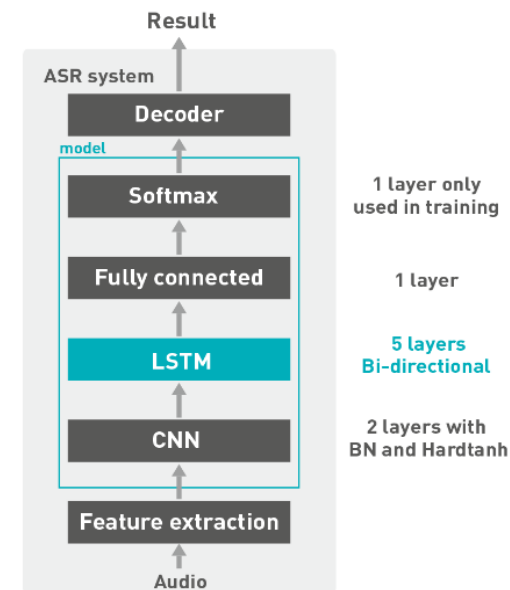 Result
ASR system
Decoder
model
Softmax
1 layer only
used in training
Fully connected
1 layer
LSTM
5 layers
Bi-directional
CNN
2 layers with
BN and Hardtanh
Feature extraction
Audio